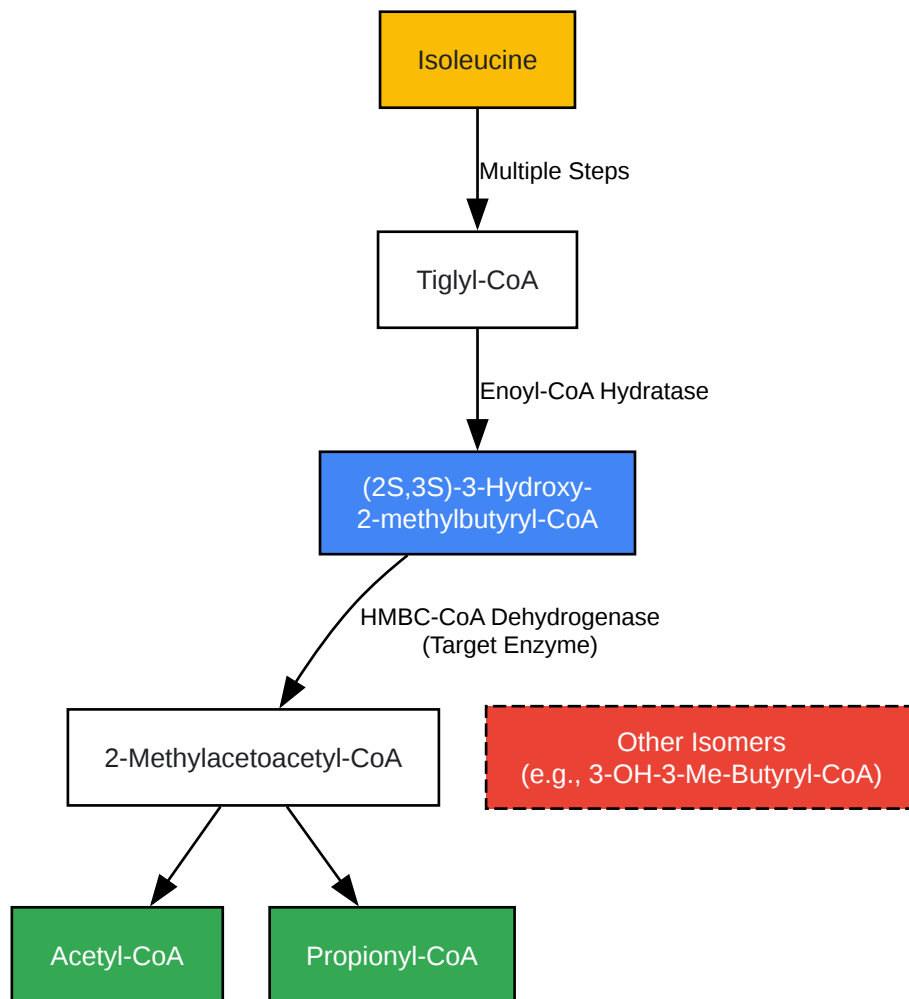 Isoleucine
Multiple Steps
Tiglyl-CoA
Enoyl-CoA Hydratase
(2S,3S)-3-Hydroxy-
2-methylbutyryl-CoA
HMBC-CoA Dehydrogenase
(Target Enzyme)
2-Methylacetoacetyl-CoA
Other Isomers
(e.g., 3-OH-3-Me-Butyryl-CoA)
Acetyl-CoA
Propionyl-CoA